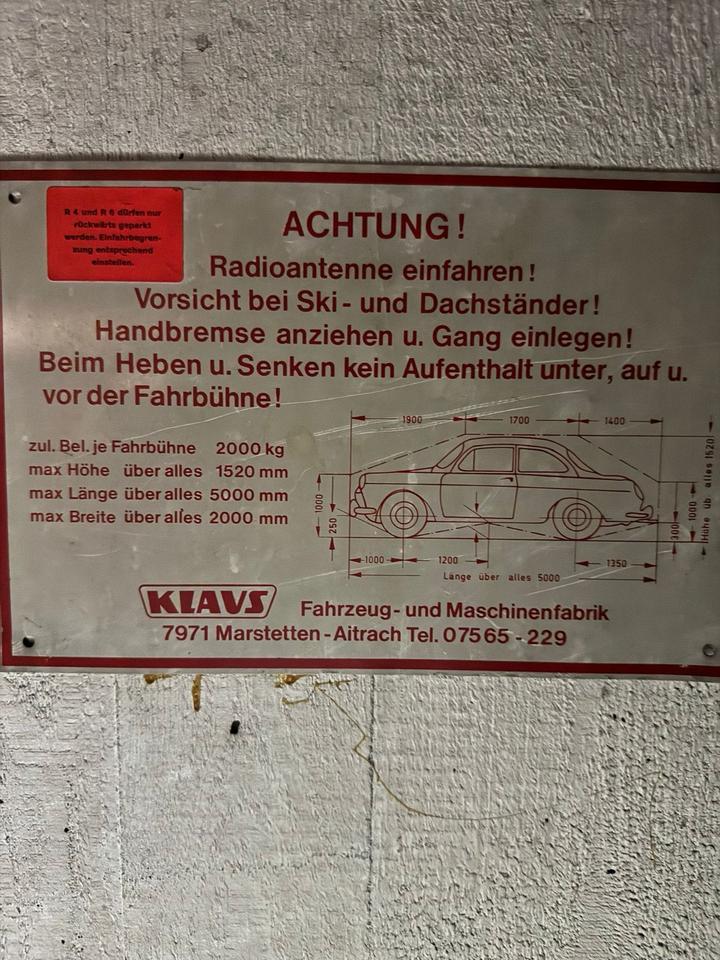 R 4 und R 6 dürfen nur
rückwärts geparkt
werden. Einfahrbegren-
zung entsprechend
einstellen.
ACHTUNG!
Radioantenne einfahren!
Vorsicht bei Ski- und Dachständer!
Handbremse anziehen u. Gang einlegen!
Beim Heben u. Senken kein Aufenthalt unter, auf u.
vor der Fahrbühne!
zul. Bel. je Fahrbühne 2000 kg
max Höhe über alles 1520 mm
max Länge über alles 5000 mm
max Breite über alles 2000 mm
1900 1700 1400
1000
250
300
1000
Höhe üb. alles 1520
1000 1200 1350
Länge über alles 5000
KLAUS Fahrzeug- und Maschinenfabrik
7971 Marstetten-Aitrach Tel. 07565-229